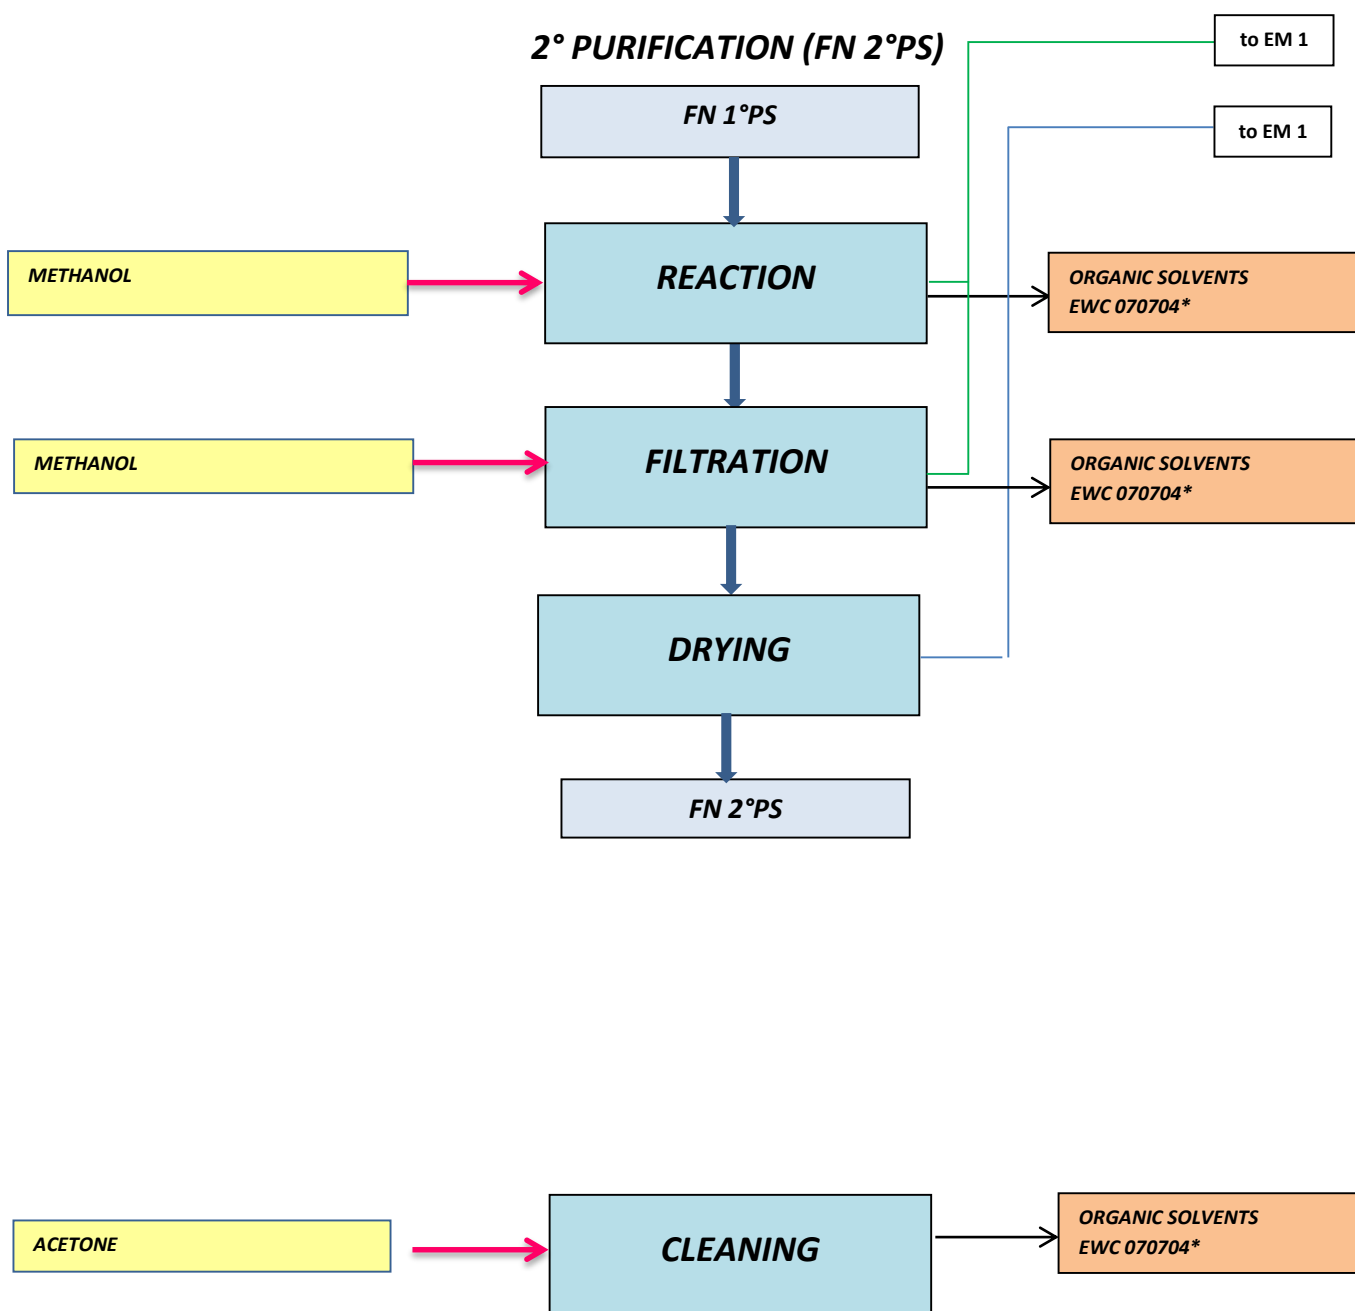 to EM 1
2° PURIFICATION (FN 2°PS)
FN 1°PS
to EM 1
METHANOL
REACTION
ORGANIC SOLVENTS
EWC 070704*
METHANOL
FILTRATION
ORGANIC SOLVENTS
EWC 070704*
DRYING
FN 2°PS
ACETONE
CLEANING
ORGANIC SOLVENTS
EWC 070704*